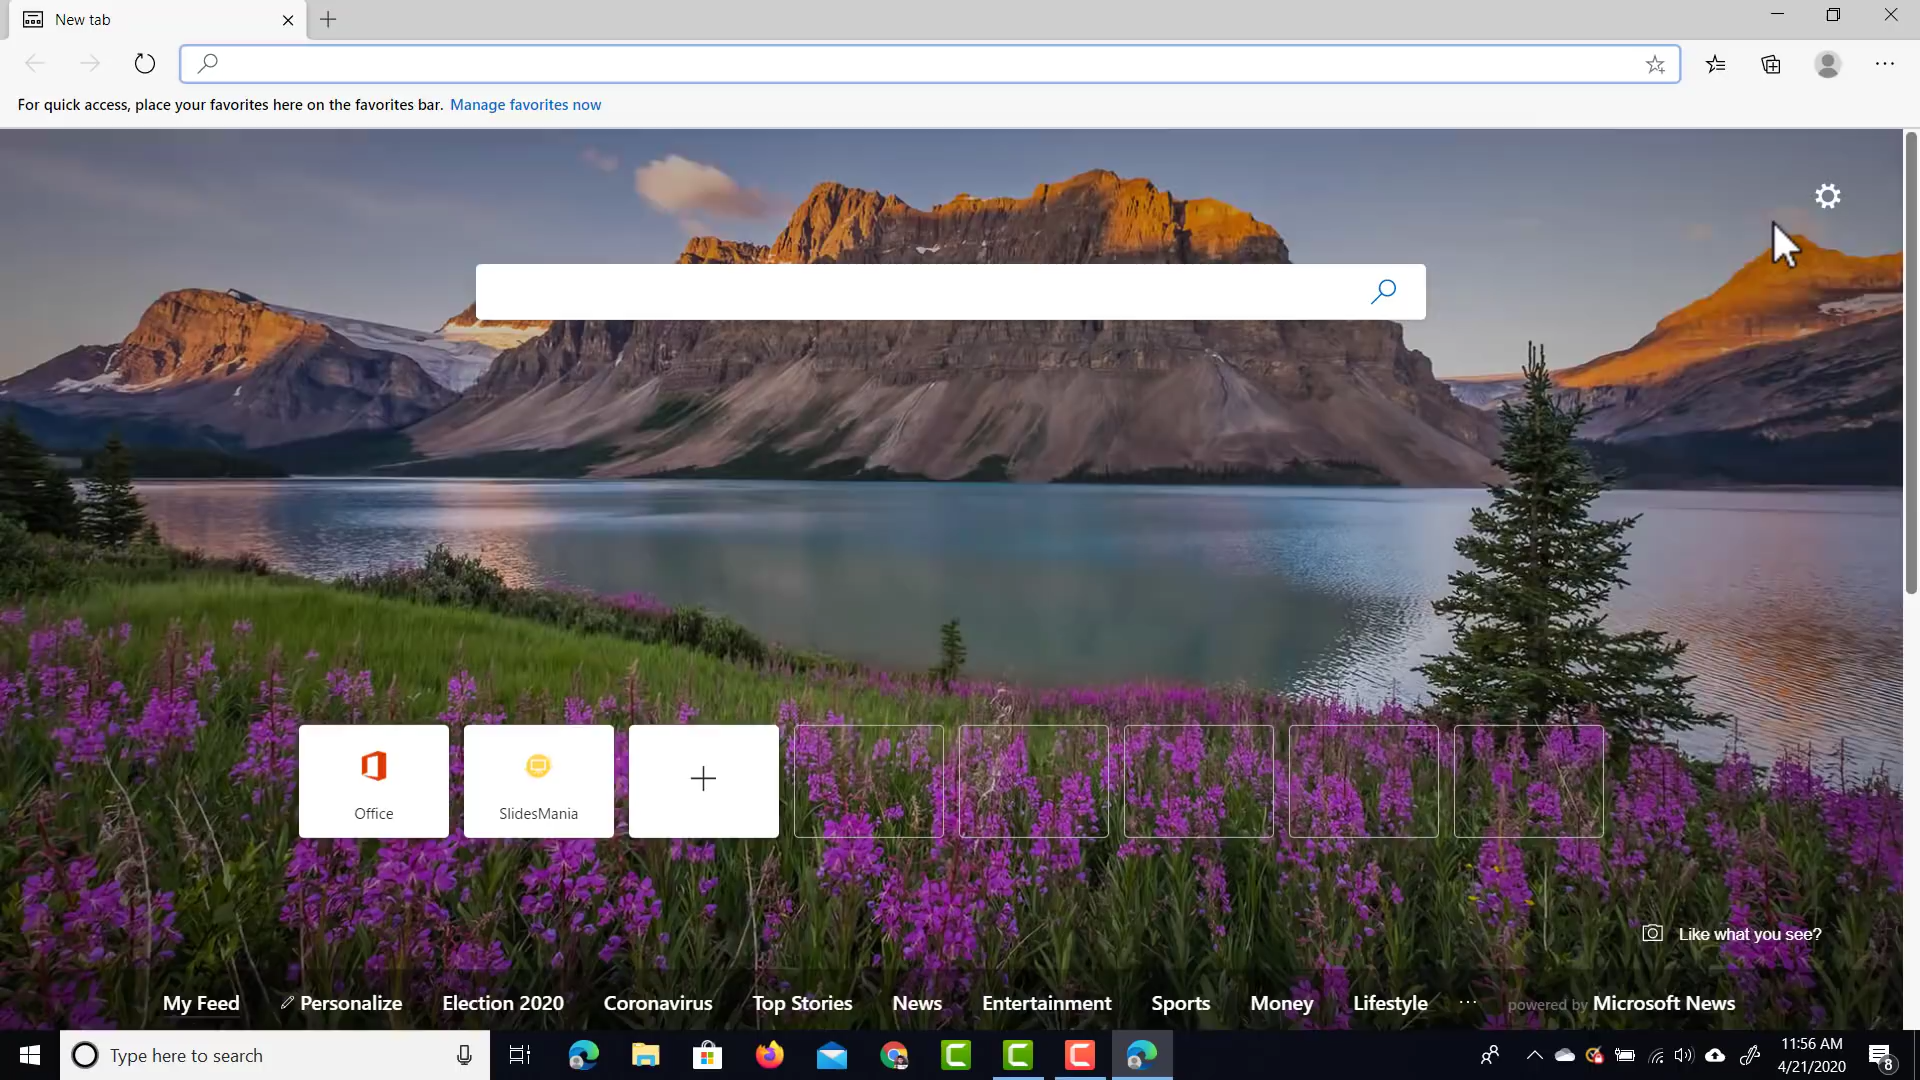 New tab
For quick access, place your favorites here on the favorites bar. Manage favorites now
Office
SlidesMania
Like what you see?
My Feed Personalize Election 2020 Coronavirus Top Stories News Entertainment Sports Money Lifestyle ... powered by Microsoft News
Type here to search
11:56 AM
4/21/2020
8